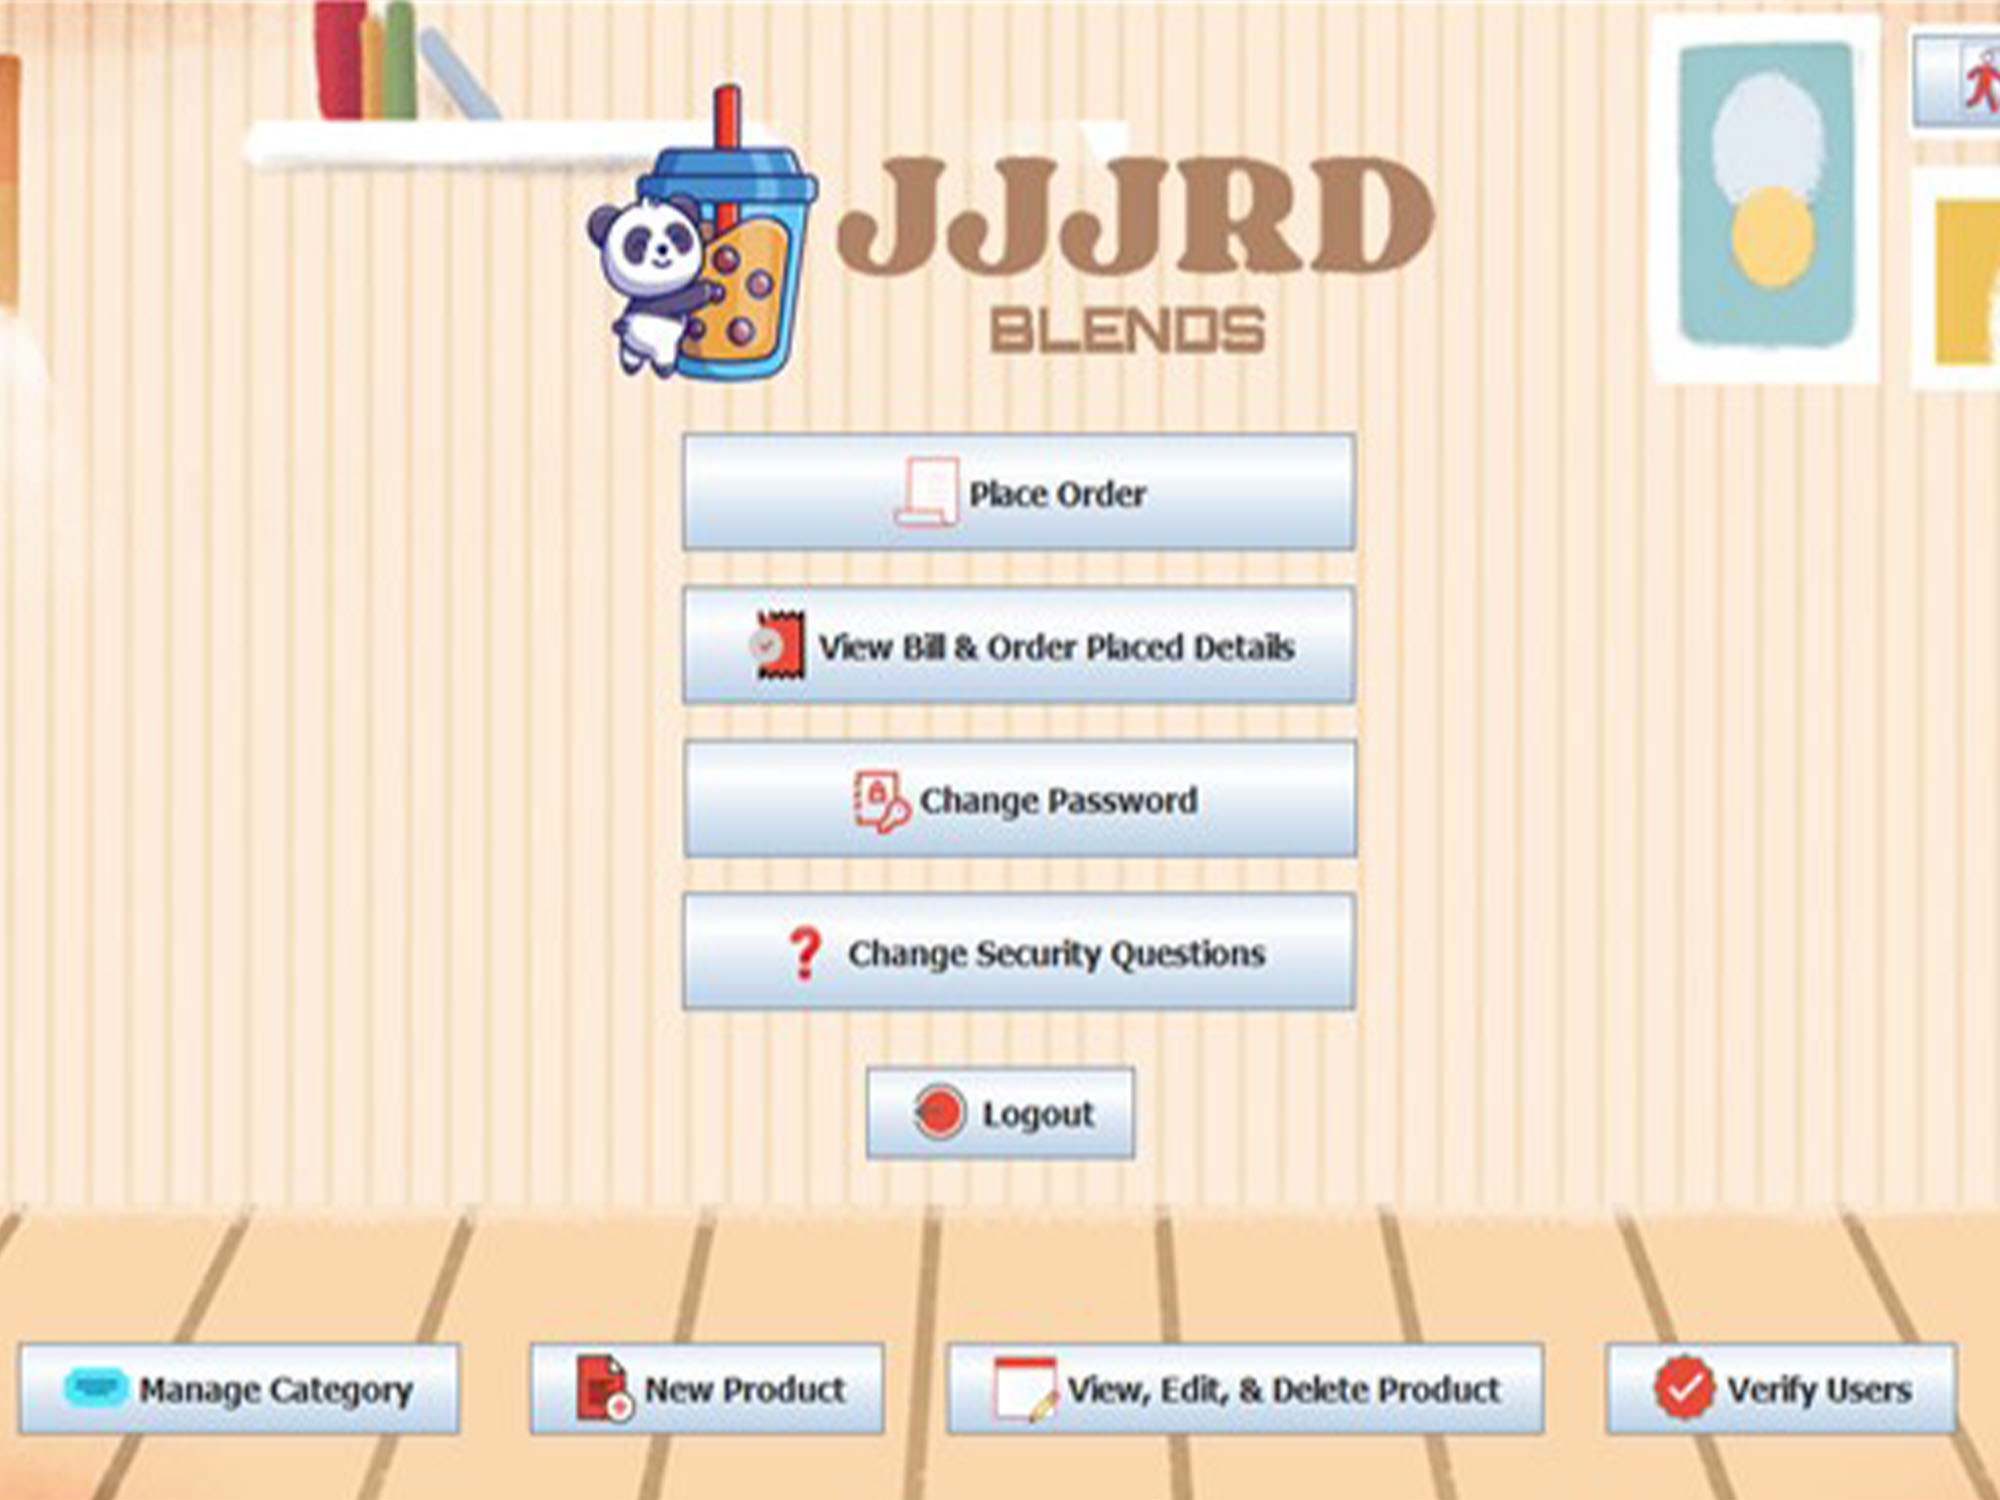 JJJRD
BLENDS
Place Order
View Bill & Order Placed Details
Change Password
Change Security Questions
Logout
Manage Category
New Product
View, Edit, & Delete Product
Verify Users